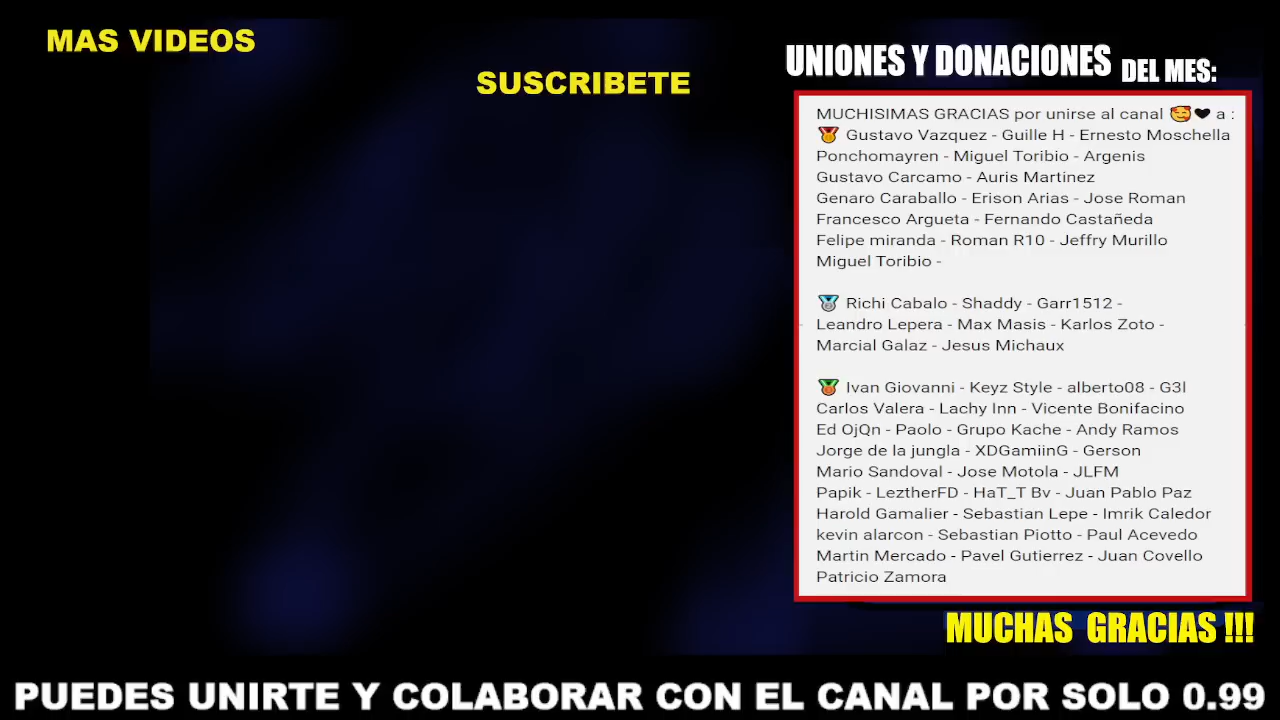 MAS VIDEOS
SUSCRIBETE
UNIONES Y DONACIONES DEL MES:
MUCHISIMAS GRACIAS por unirse al canal 🥰🖤 a :
🥇 Gustavo Vazquez - Guille H - Ernesto Moschella
Ponchomayren - Miguel Toribio - Argenis
Gustavo Carcamo - Auris Martinez
Genaro Caraballo - Erison Arias - Jose Roman
Francesco Argueta - Fernando Castañeda
Felipe miranda - Roman R10 - Jeffry Murillo
Miguel Toribio -
🥈 Richi Cabalo - Shaddy - Garr1512 -
Leandro Lepera - Max Masis - Karlos Zoto -
Marcial Galaz - Jesus Michaux
🥉 Ivan Giovanni - Keyz Style - alberto08 - G3l
Carlos Valera - Lachy Inn - Vicente Bonifacino
Ed OjQn - Paolo - Grupo Kache - Andy Ramos
Jorge de la jungla - XDGamiinG - Gerson
Mario Sandoval - Jose Motola - JLFM
Papik - LeztherFD - HaT_T Bv - Juan Pablo Paz
Harold Gamalier - Sebastian Lepe - Imrik Caledor
kevin alarcon - Sebastian Piotto - Paul Acevedo
Martin Mercado - Pavel Gutierrez - Juan Covello
Patricio Zamora
MUCHAS GRACIAS !!!
PUEDES UNIRTE Y COLABORAR CON EL CANAL POR SOLO 0.99